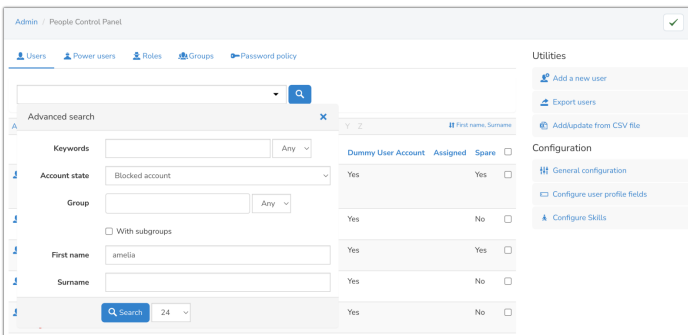 Admin / People Control Panel
Users Power users Roles Groups Password policy
Advanced search
A
Y Z
First name, Surname
Keywords Any
Account state Blocked account
Group Any
With subgroups
First name amelia
Surname
Search 24
Dummy User Account Assigned Spare
Yes Yes
Yes No
Yes Yes
Yes No
Yes No
Utilities
Add a new user
Export users
Add/update from CSV file
Configuration
General configuration
Configure user profile fields
Configure Skills